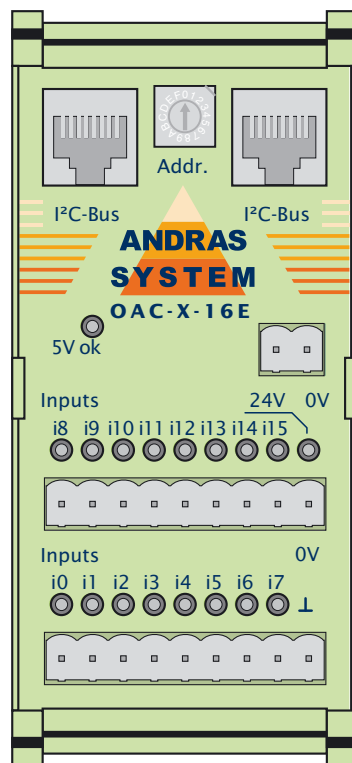 0123456789ABCDEF
Addr.
I²C-Bus I²C-Bus
ANDRAS
SYSTEM
OAC-X-16E
5V ok
Inputs 24V 0V
i8 i9 i10 i11 i12 i13 i14 i15
Inputs 0V
i0 i1 i2 i3 i4 i5 i6 i7 ⊥